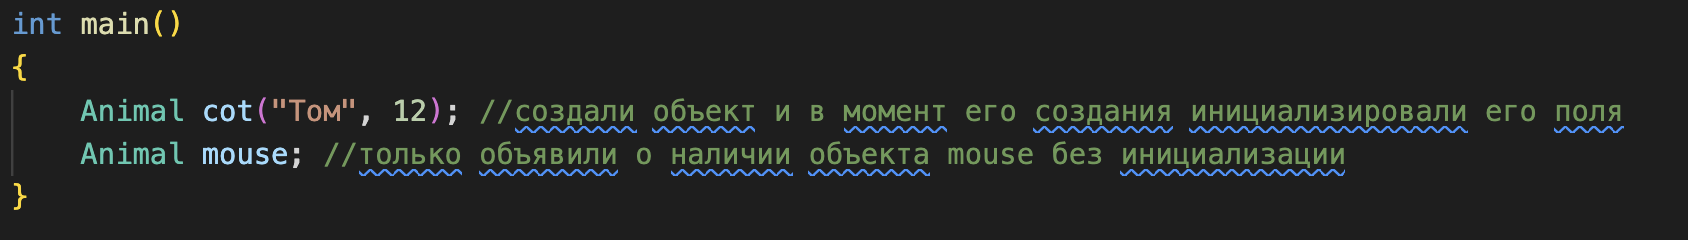 int main()
{
Animal cot("Том", 12); //создали объект и в момент его создания инициализировали его поля
Animal mouse; //только объявили о наличии объекта mouse без инициализации
}